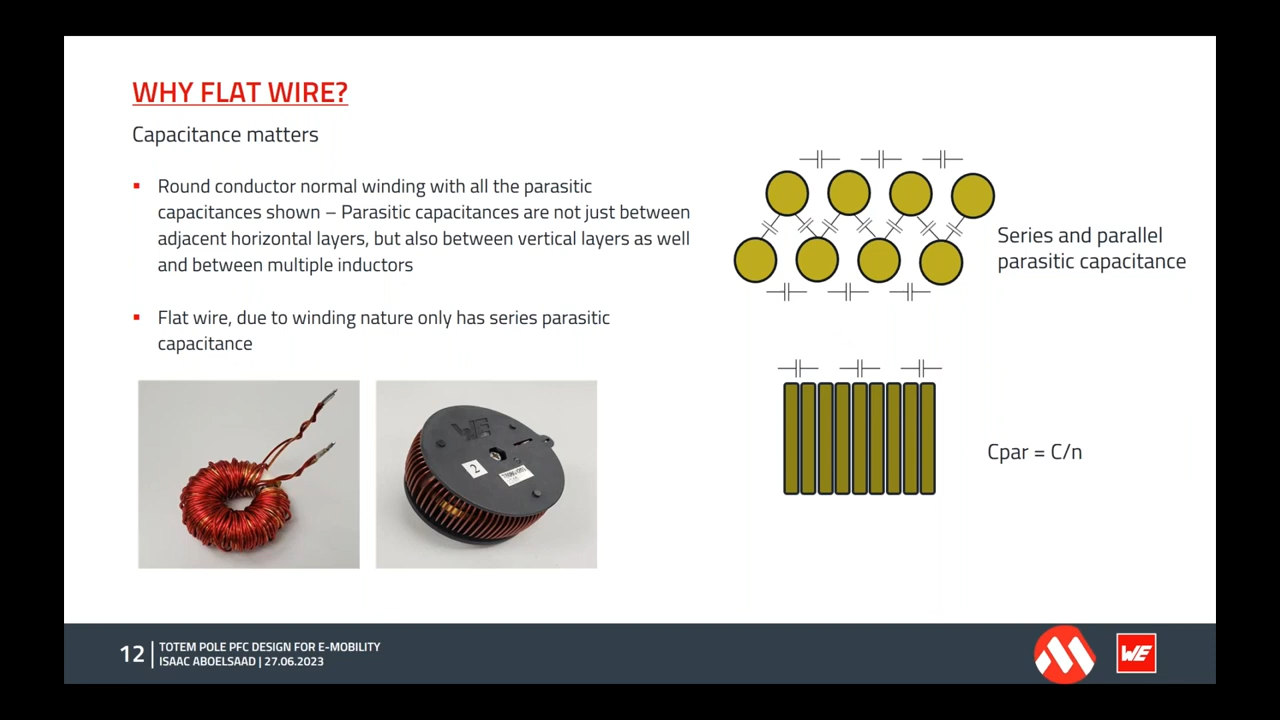 WHY FLAT WIRE?
Capacitance matters
Round conductor normal winding with all the parasitic
capacitances shown – Parasitic capacitances are not just between
adjacent horizontal layers, but also between vertical layers as well
and between multiple inductors
Flat wire, due to winding nature only has series parasitic
capacitance
Series and parallel
parasitic capacitance
Cpar = C/n
WE
2
12
TOTEM POLE PFC DESIGN FOR E-MOBILITY
ISAAC ABOELSAAD | 27.06.2023
WE